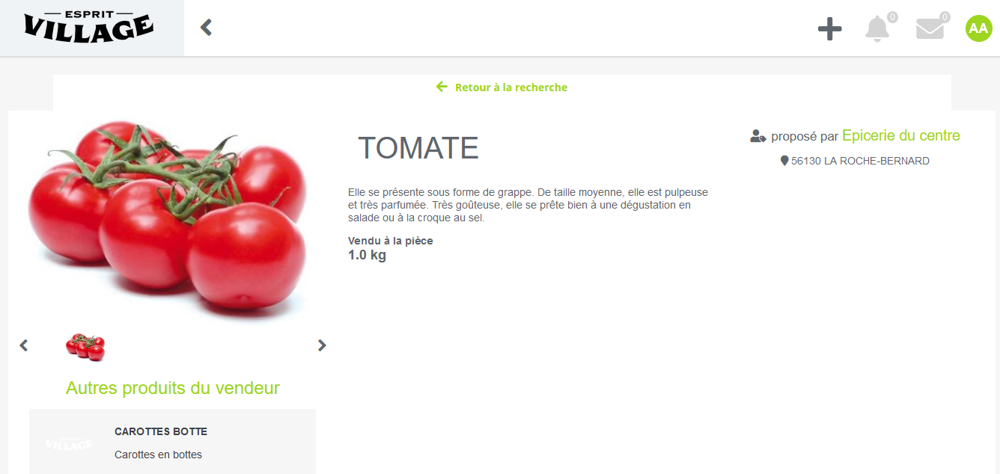 ESPRIT
VILLAGE
0
0
AA
Retour à la recherche
TOMATE
Elle se présente sous forme de grappe. De taille moyenne, elle est pulpeuse
et très parfumée. Très goûteuse, elle se prête bien à une dégustation en
salade ou à la croque au sel.
Vendu à la pièce
1.0 kg
proposé par Epicerie du centre
56130 LA ROCHE-BERNARD
Autres produits du vendeur
ESPRIT
VILLAGE
CAROTTES BOTTE
Carottes en bottes